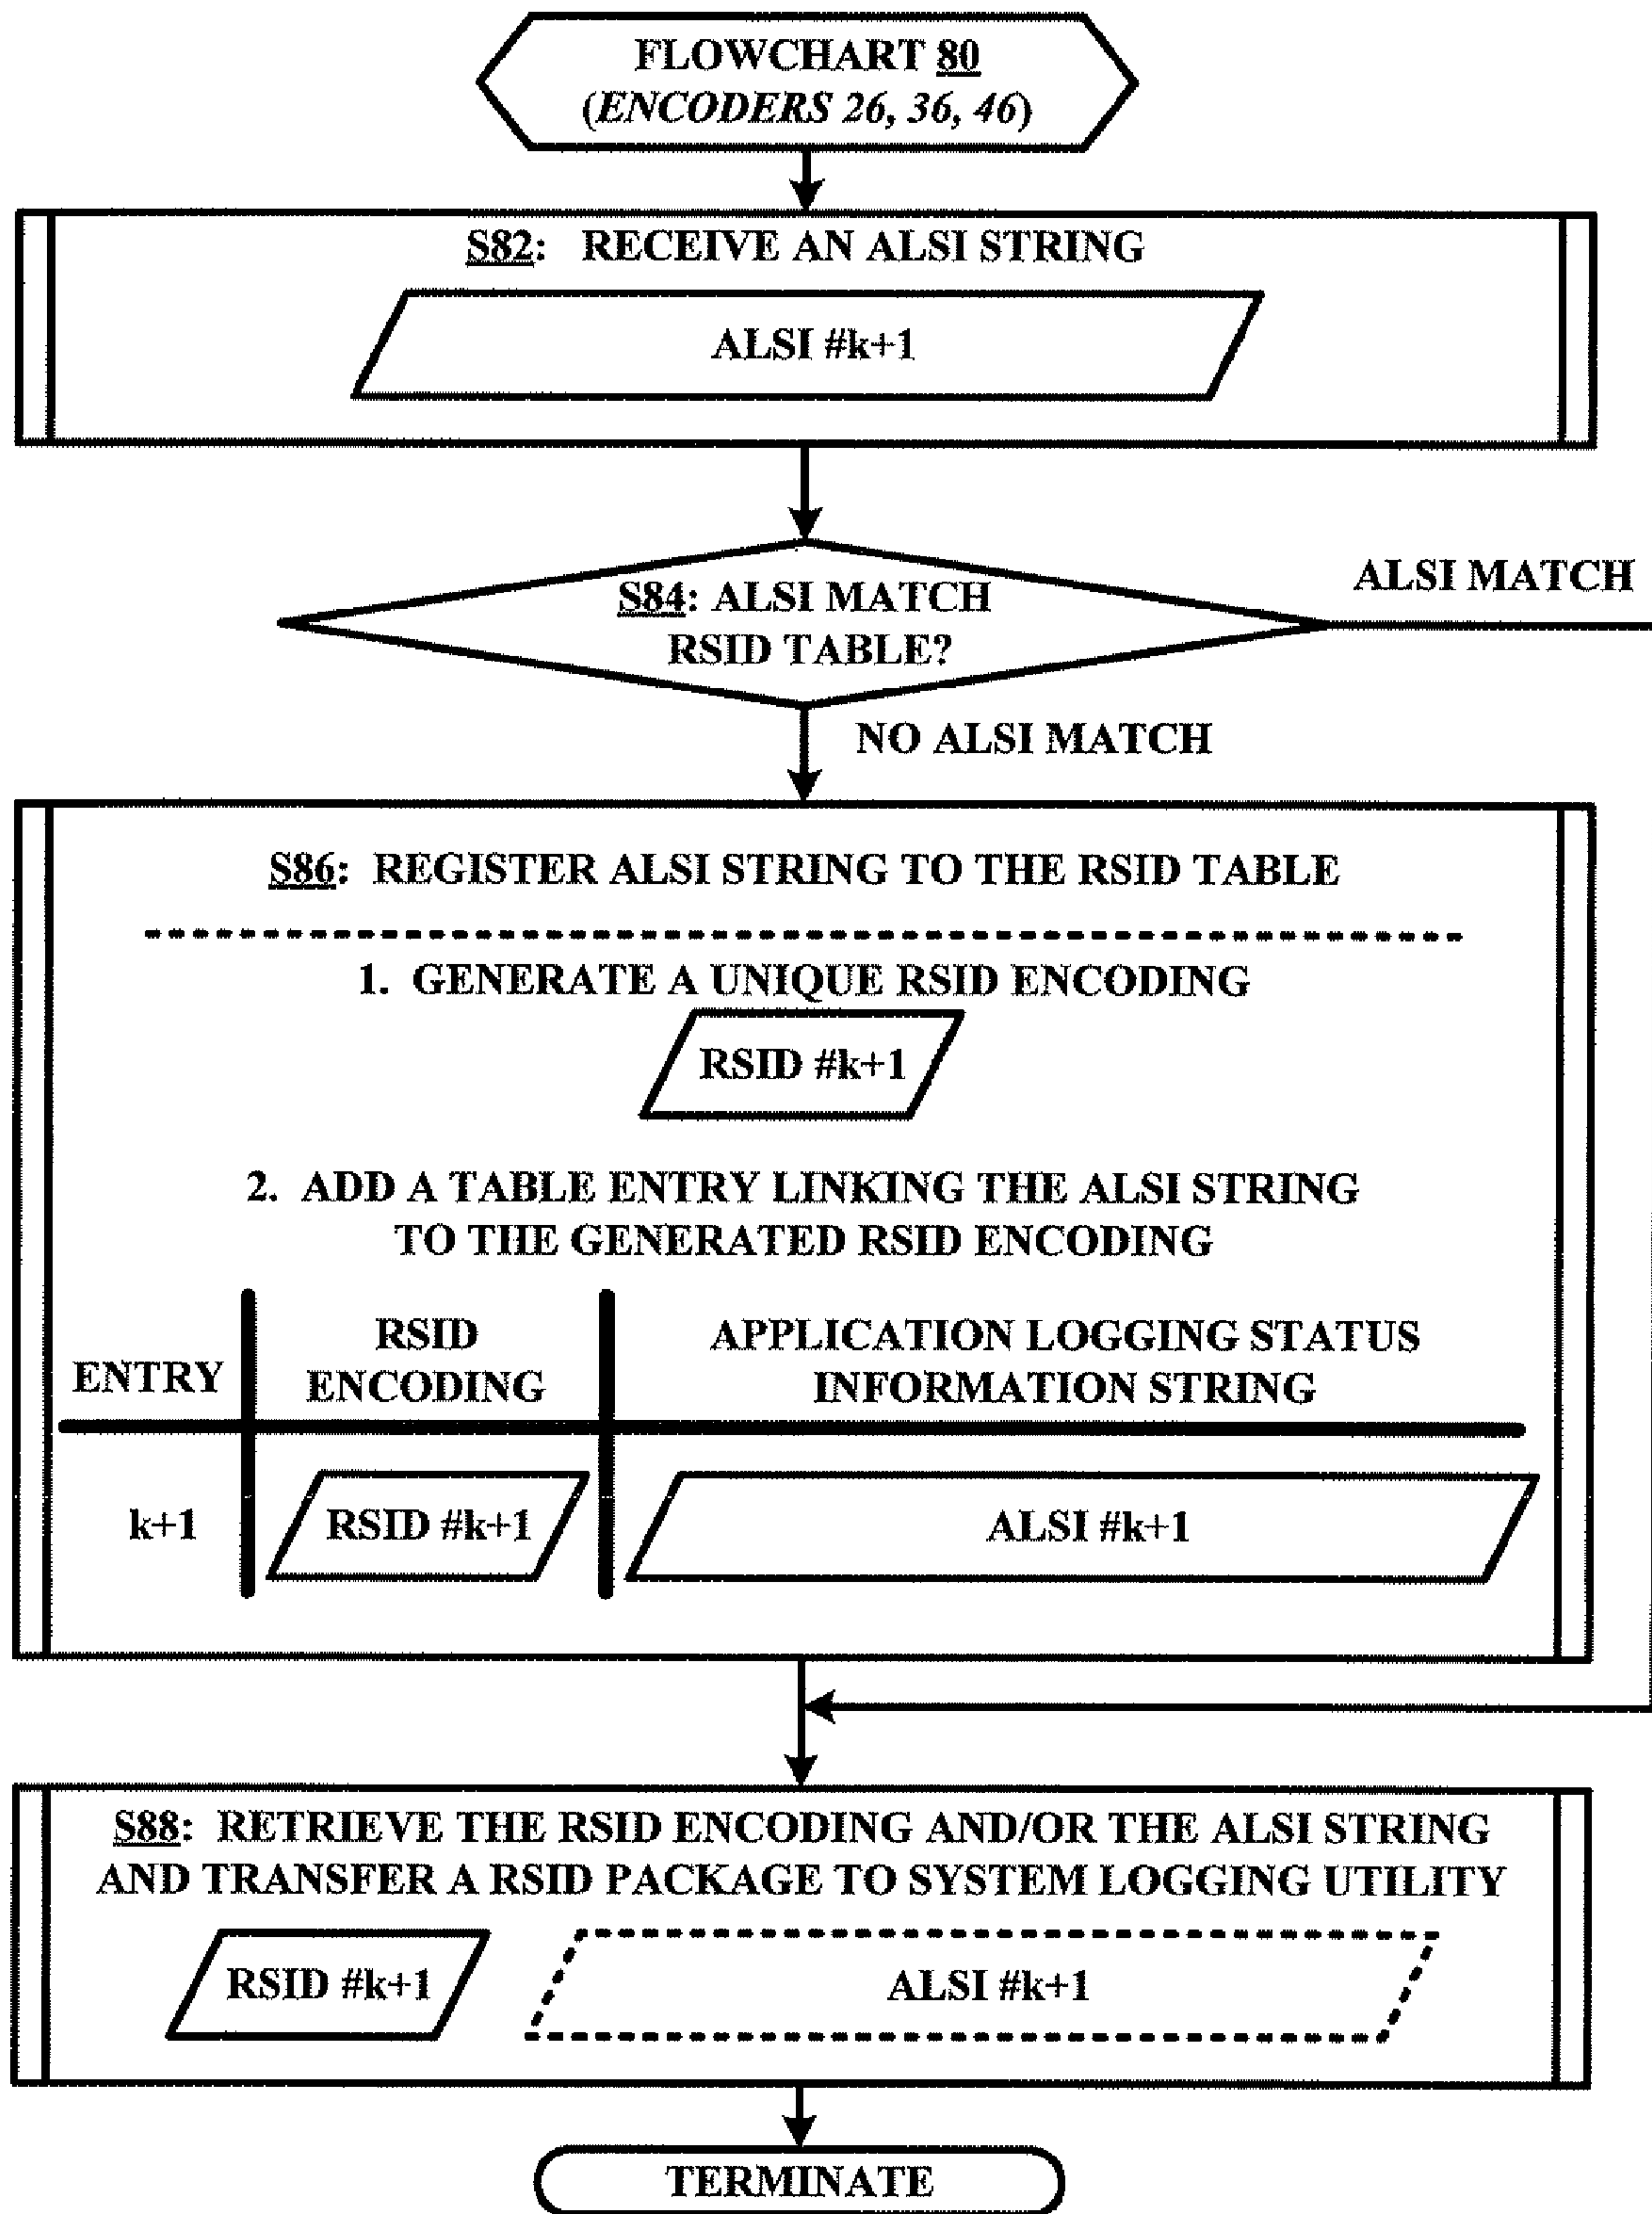 FLOWCHART 80
(ENCODERS 26, 36, 46)
S82: RECEIVE AN ALSI STRING
ALSI #k+1
S84: ALSI MATCH
RSID TABLE?
ALSI MATCH
NO ALSI MATCH
S86: REGISTER ALSI STRING TO THE RSID TABLE
1. GENERATE A UNIQUE RSID ENCODING
RSID #k+1
2. ADD A TABLE ENTRY LINKING THE ALSI STRING
TO THE GENERATED RSID ENCODING
ENTRY
RSID
ENCODING
APPLICATION LOGGING STATUS
INFORMATION STRING
k+1
RSID #k+1
ALSI #k+1
S88: RETRIEVE THE RSID ENCODING AND/OR THE ALSI STRING
AND TRANSFER A RSID PACKAGE TO SYSTEM LOGGING UTILITY
RSID #k+1
ALSI #k+1
TERMINATE